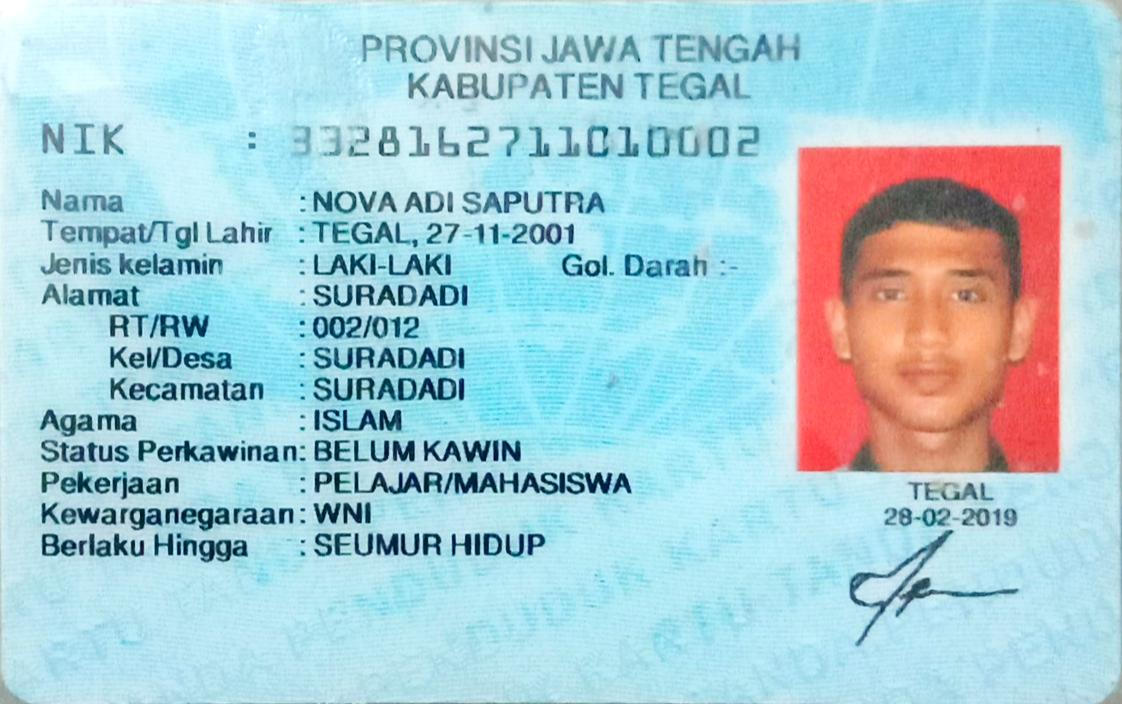 PROVINSI JAWA TENGAH
KABUPATEN TEGAL
NIK : 3328162711010002
Nama : NOVA ADI SAPUTRA
Tempat/Tgl Lahir : TEGAL, 27-11-2001
Jenis kelamin : LAKI-LAKI Gol. Darah :-
Alamat : SURADADI
RT/RW : 002/012
Kel/Desa : SURADADI
Kecamatan : SURADADI
Agama : ISLAM
Status Perkawinan: BELUM KAWIN
Pekerjaan : PELAJAR/MAHASISWA
Kewarganegaraan: WNI
Berlaku Hingga : SEUMUR HIDUP
TEGAL
28-02-2019